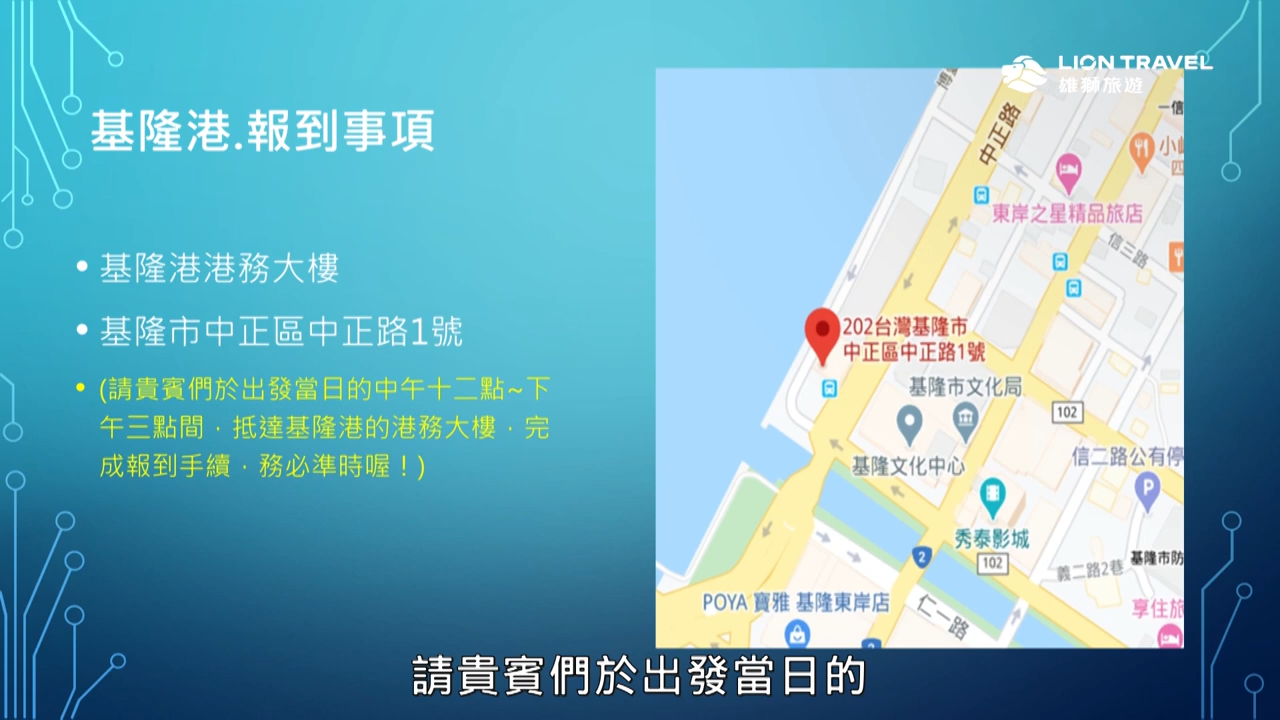 LION TRAVEL
雄獅旅遊
基隆港.報到事項
• 基隆港港務大樓
• 基隆市中正區中正路1號
• (請貴賓們於出發當日的中午十二點~下
午三點間，抵達基隆港的港務大樓，完
成報到手續，務必準時喔！)
中正路
一信
小
東岸之星精品旅店
信三路
202台灣基隆市
中正區中正路1號
基隆市文化局
102
基隆文化中心
信二路公有停
P
秀泰影城
2
102
義二路2巷
基隆市防
POYA 寶雅 基隆東岸店
仁一路
享住旅
2
請貴賓們於出發當日的